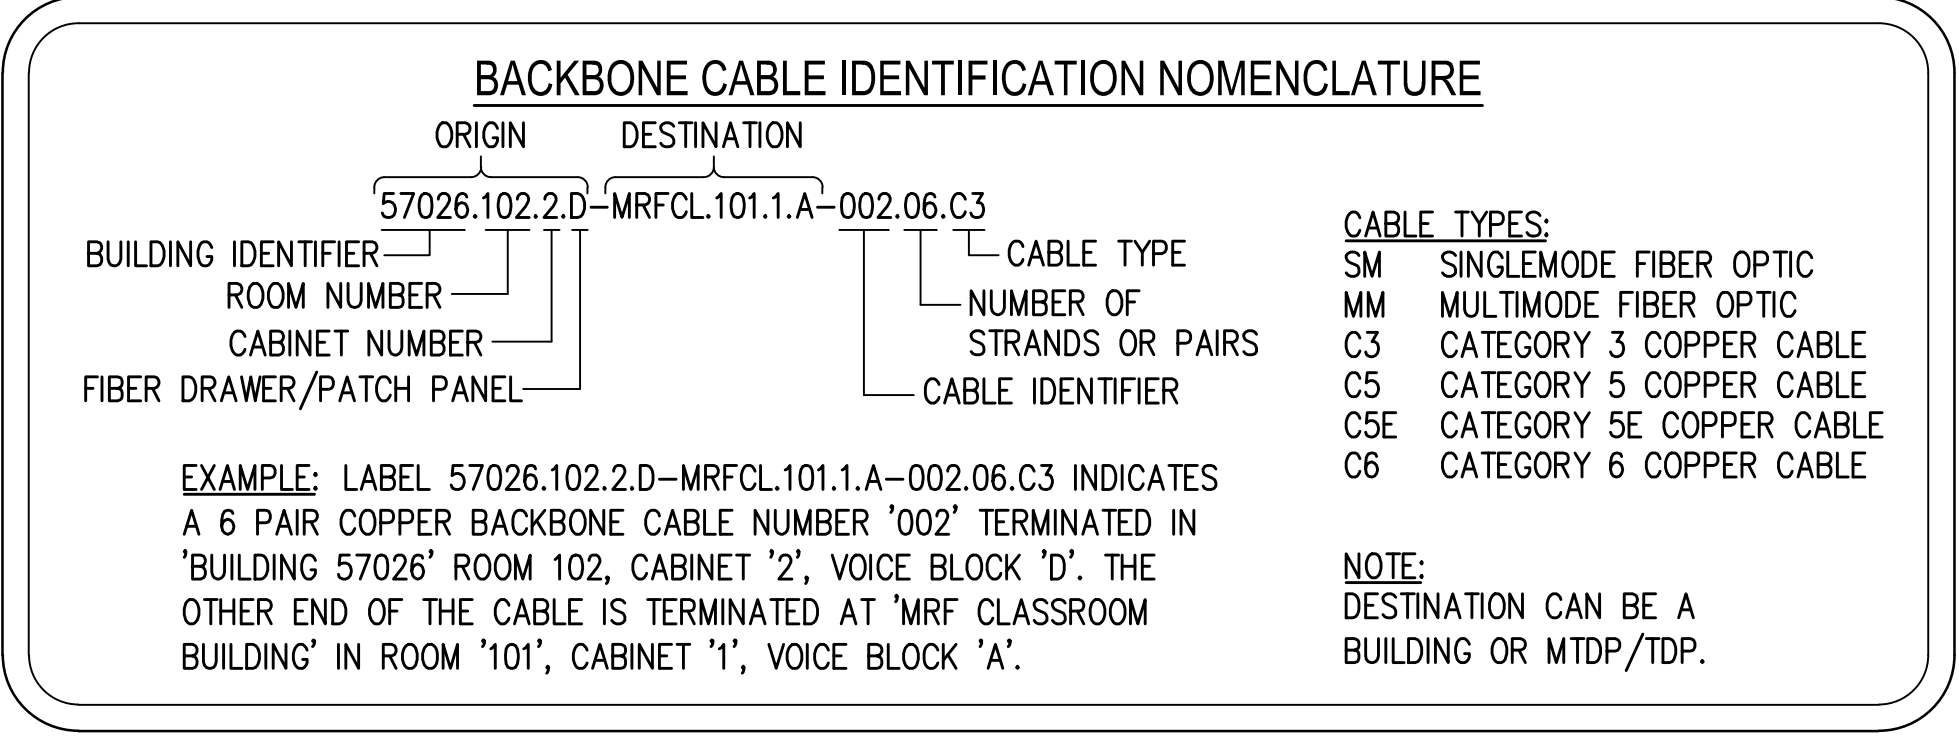 BACKBONE CABLE IDENTIFICATION NOMENCLATURE
ORIGIN
DESTINATION
57026.102.2.D-MRFCL.101.1.A-002.06.C3
BUILDING IDENTIFIER
ROOM NUMBER
CABINET NUMBER
FIBER DRAWER/PATCH PANEL
CABLE TYPE
NUMBER OF
STRANDS OR PAIRS
CABLE IDENTIFIER
CABLE TYPES:
SM SINGLEMODE FIBER OPTIC
MM MULTIMODE FIBER OPTIC
C3 CATEGORY 3 COPPER CABLE
C5 CATEGORY 5 COPPER CABLE
C5E CATEGORY 5E COPPER CABLE
C6 CATEGORY 6 COPPER CABLE
EXAMPLE: LABEL 57026.102.2.D-MRFCL.101.1.A-002.06.C3 INDICATES
A 6 PAIR COPPER BACKBONE CABLE NUMBER '002' TERMINATED IN
'BUILDING 57026' ROOM 102, CABINET '2', VOICE BLOCK 'D'. THE
OTHER END OF THE CABLE IS TERMINATED AT 'MRF CLASSROOM
BUILDING' IN ROOM '101', CABINET '1', VOICE BLOCK 'A'.
NOTE:
DESTINATION CAN BE A
BUILDING OR MTDP/TDP.